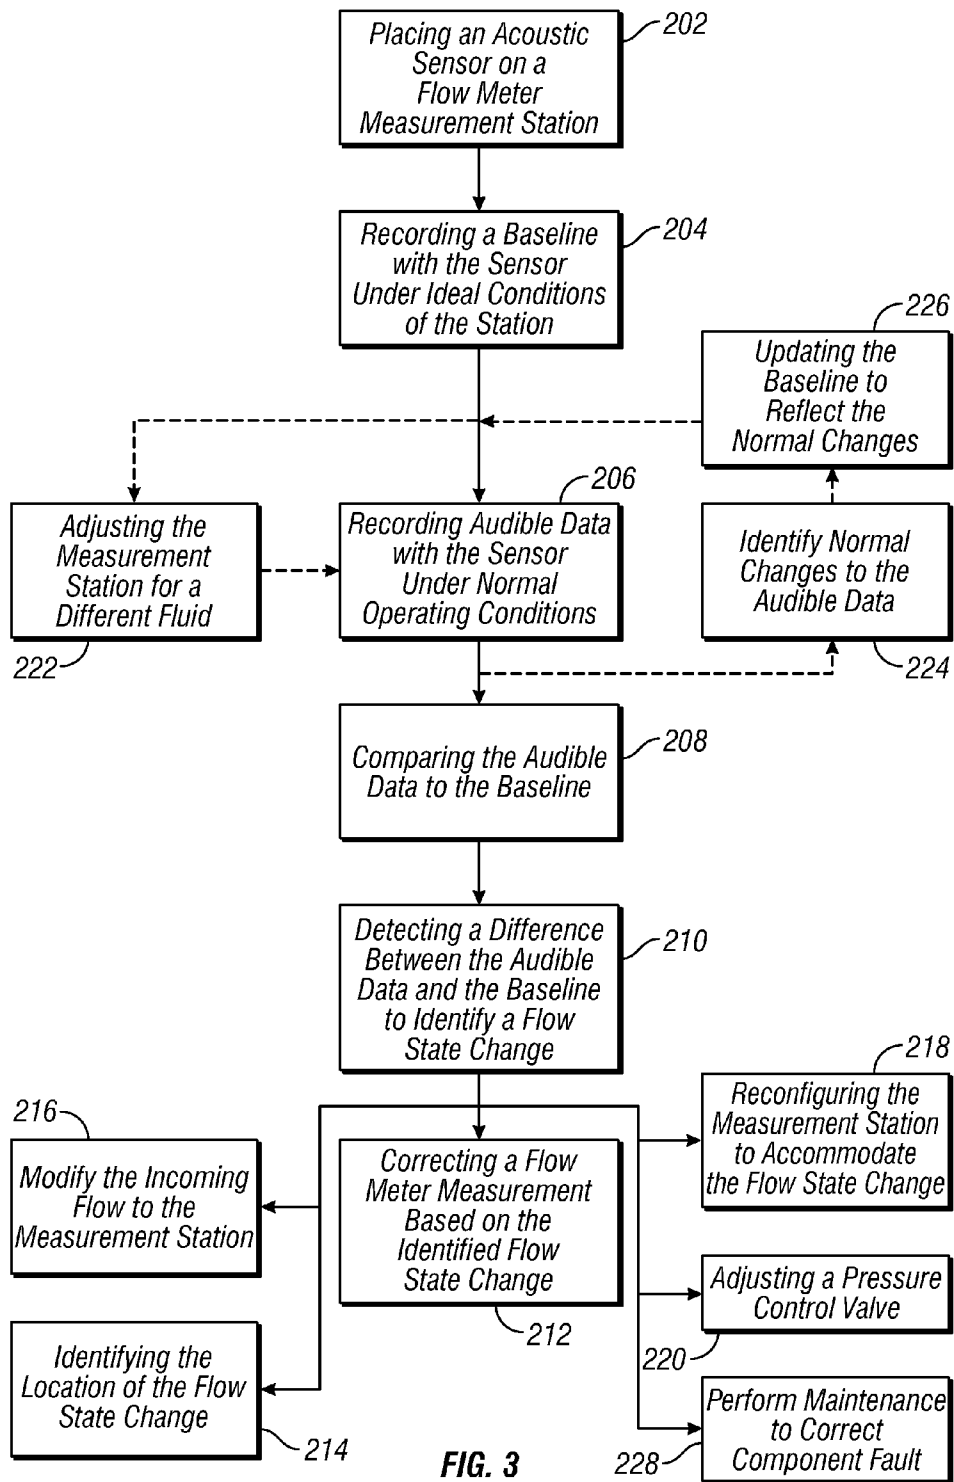 Placing an Acoustic
Sensor on a
Flow Meter
Measurement Station
202
Recording a Baseline
with the Sensor
Under Ideal Conditions
of the Station
204
Updating the
Baseline to
Reflect the
Normal Changes
226
Adjusting the
Measurement
Station for a
Different Fluid
222
Recording Audible Data
with the Sensor
Under Normal
Operating Conditions
206
Identify Normal
Changes to the
Audible Data
224
Comparing the Audible
Data to the Baseline
208
Detecting a Difference
Between the Audible
Data and the Baseline
to Identify a Flow
State Change
210
216
Modify the Incoming
Flow to the
Measurement Station
Correcting a Flow
Meter Measurement
Based on the
Identified Flow
State Change
212
218
Reconfiguring the
Measurement Station
to Accommodate
the Flow State Change
Adjusting a Pressure
Control Valve
220
Identifying the
Location of the Flow
State Change
214
Perform Maintenance
to Correct
Component Fault
228
FIG. 3